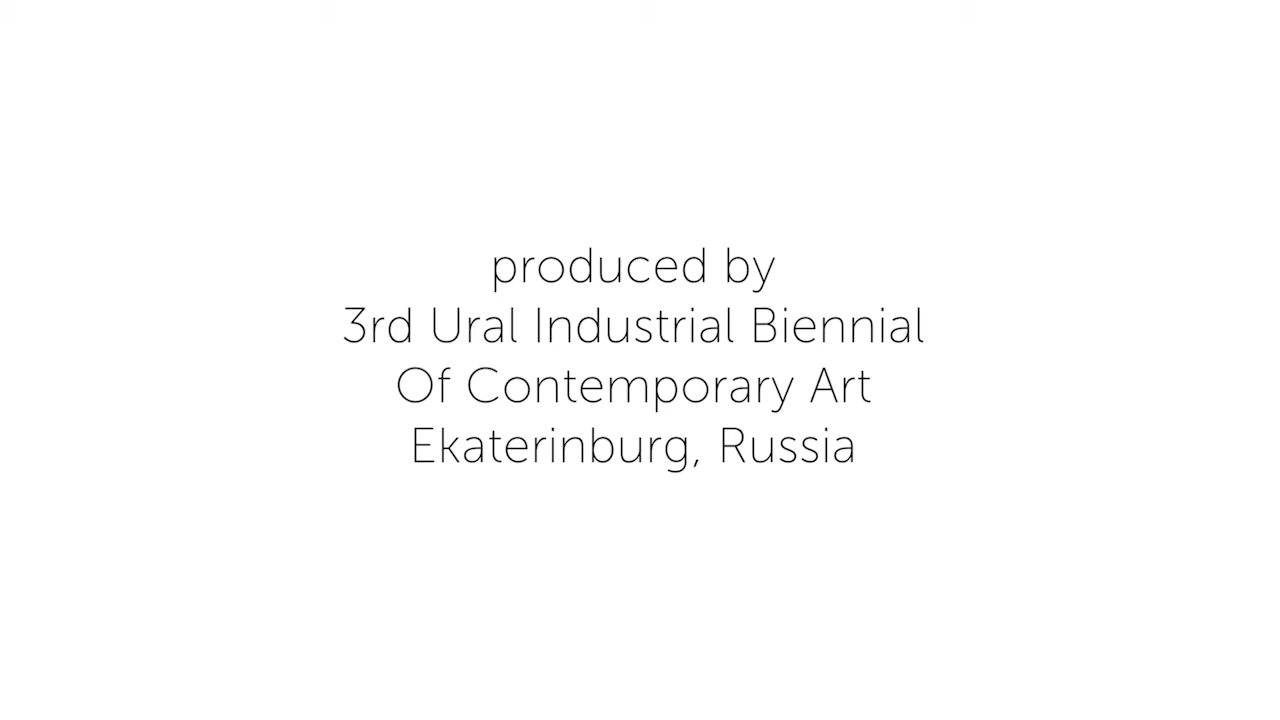 produced by
3rd Ural Industrial Biennial
Of Contemporary Art
Ekaterinburg, Russia